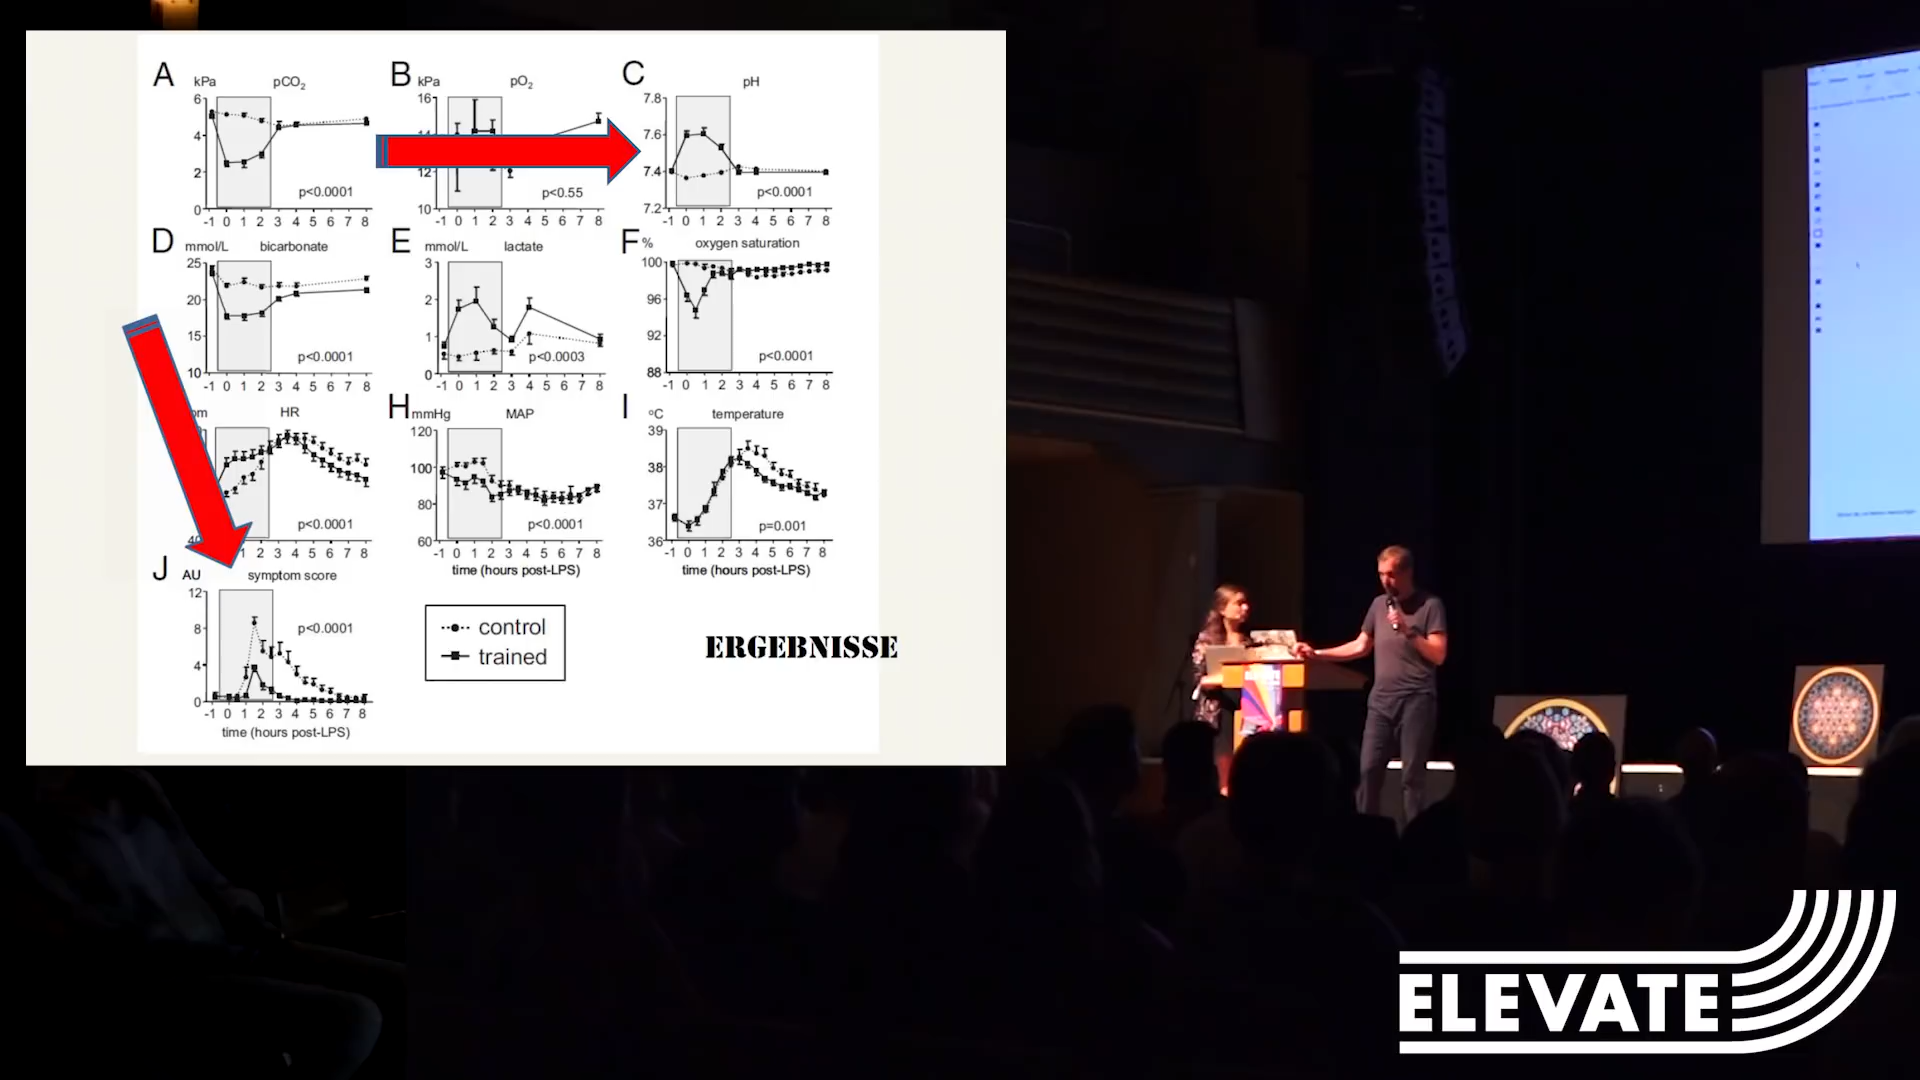 A kPa pCO2
6
4
2
0
p<0.0001
-1 0 1 2 3 4 5 6 7 8
B kPa pO2
16
14
12
10
p<0.55
-1 0 1 2 3 4 5 6 7 8
C pH
7.8
7.6
7.4
7.2
p<0.0001
-1 0 1 2 3 4 5 6 7 8
D mmol/L bicarbonate
25
20
15
10
p<0.0001
-1 0 1 2 3 4 5 6 7 8
E mmol/L lactate
3
2
1
0
p<0.0003
-1 0 1 2 3 4 5 6 7 8
F % oxygen saturation
100
96
92
88
p<0.0001
-1 0 1 2 3 4 5 6 7 8
HR
p<0.0001
1 2 3 4 5 6 7 8
H mmHg MAP
120
100
80
60
p<0.0001
-1 0 1 2 3 4 5 6 7 8
time (hours post-LPS)
I ºC temperature
39
38
37
36
p=0.001
-1 0 1 2 3 4 5 6 7 8
time (hours post-LPS)
J AU symptom score
12
8
4
0
p<0.0001
-1 0 1 2 3 4 5 6 7 8
time (hours post-LPS)
control
trained
ERGEBNISSE
ELEVATE